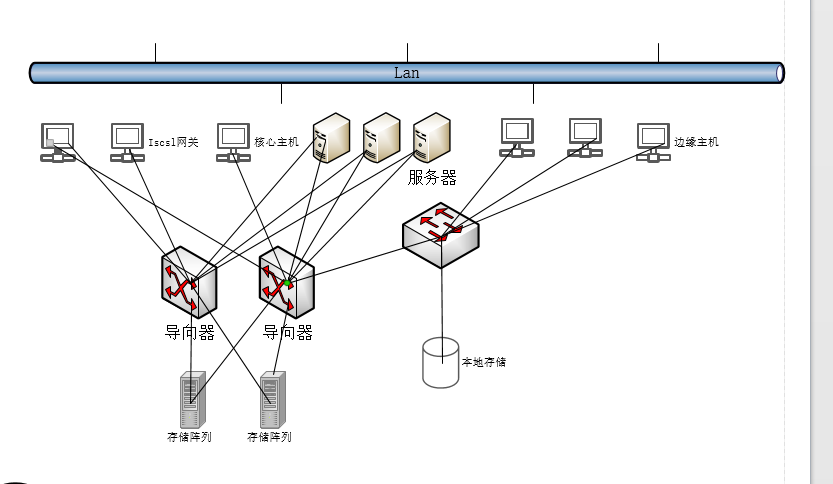 Lan
Iscsl网关
核心主机
服务器
边缘主机
导向器
导向器
本地存储
存储阵列
存储阵列